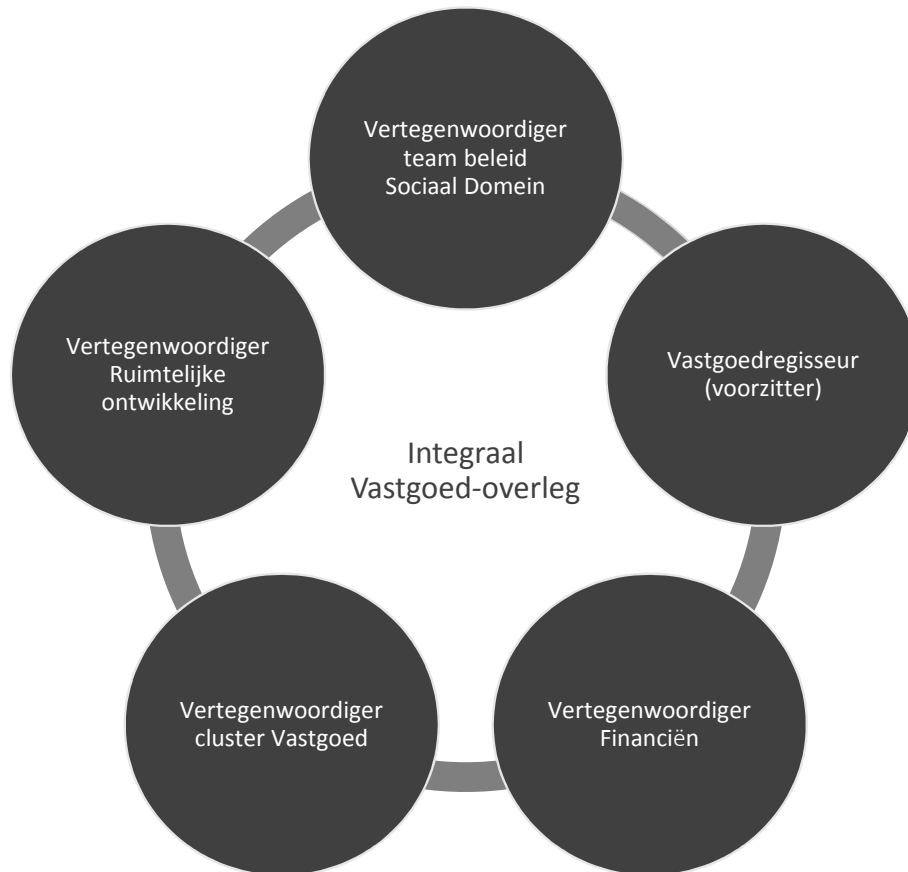 Vertegenwoordiger
team beleid
Sociaal Domein
Vertegenwoordiger
Ruimtelijke
ontwikkeling
Vastgoedregisseur
(voorzitter)
Integraal
Vastgoed-overleg
Vertegenwoordiger
cluster Vastgoed
Vertegenwoordiger
Financiën